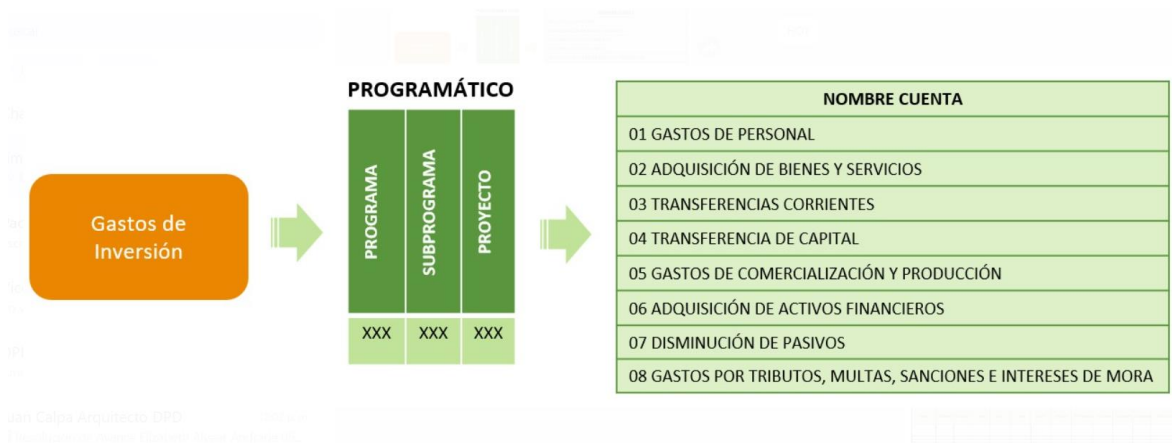 PROGRAMÁTICO
Gastos de
Inversión
PROGRAMA
SUBPROGRAMA
PROYECTO
XXX XXX XXX
NOMBRE CUENTA
01 GASTOS DE PERSONAL
02 ADQUISICIÓN DE BIENES Y SERVICIOS
03 TRANSFERENCIAS CORRIENTES
04 TRANSFERENCIA DE CAPITAL
05 GASTOS DE COMERCIALIZACIÓN Y PRODUCCIÓN
06 ADQUISICIÓN DE ACTIVOS FINANCIEROS
07 DISMINUCIÓN DE PASIVOS
08 GASTOS POR TRIBUTOS, MULTAS, SANCIONES E INTERESES DE MORA